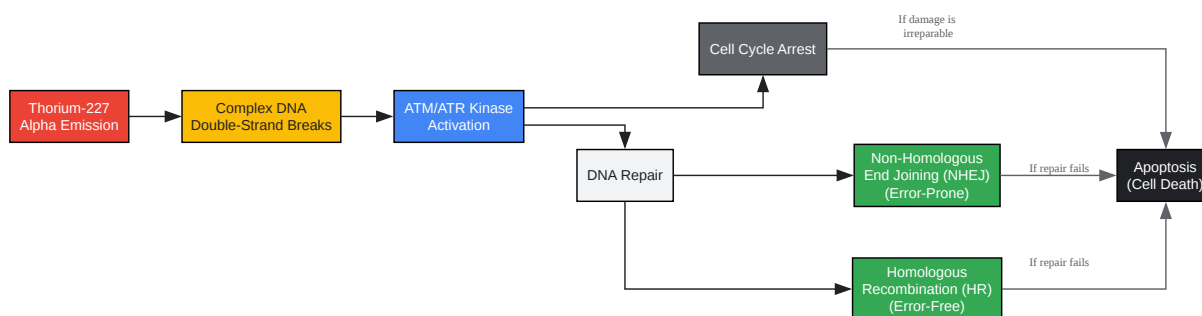 If damage is
irreparable
Cell Cycle Arrest
Thorium-227
Alpha Emission
Complex DNA
Double-Strand Breaks
ATM/ATR Kinase
Activation
DNA Repair
Non-Homologous
End Joining (NHEJ)
(Error-Prone)
If repair fails
Apoptosis
(Cell Death)
Homologous
Recombination (HR)
(Error-Free)
If repair fails